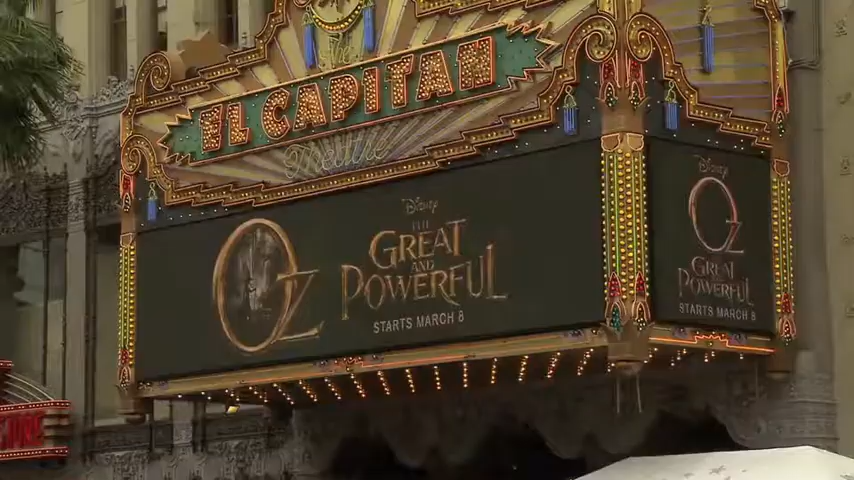 EL CAPITAN
Theatre
Disney
OZ
THE
GREAT
AND
POWERFUL
STARTS MARCH 8
Disney
OZ
THE
GREAT
AND
POWERFUL
STARTS MARCH 8